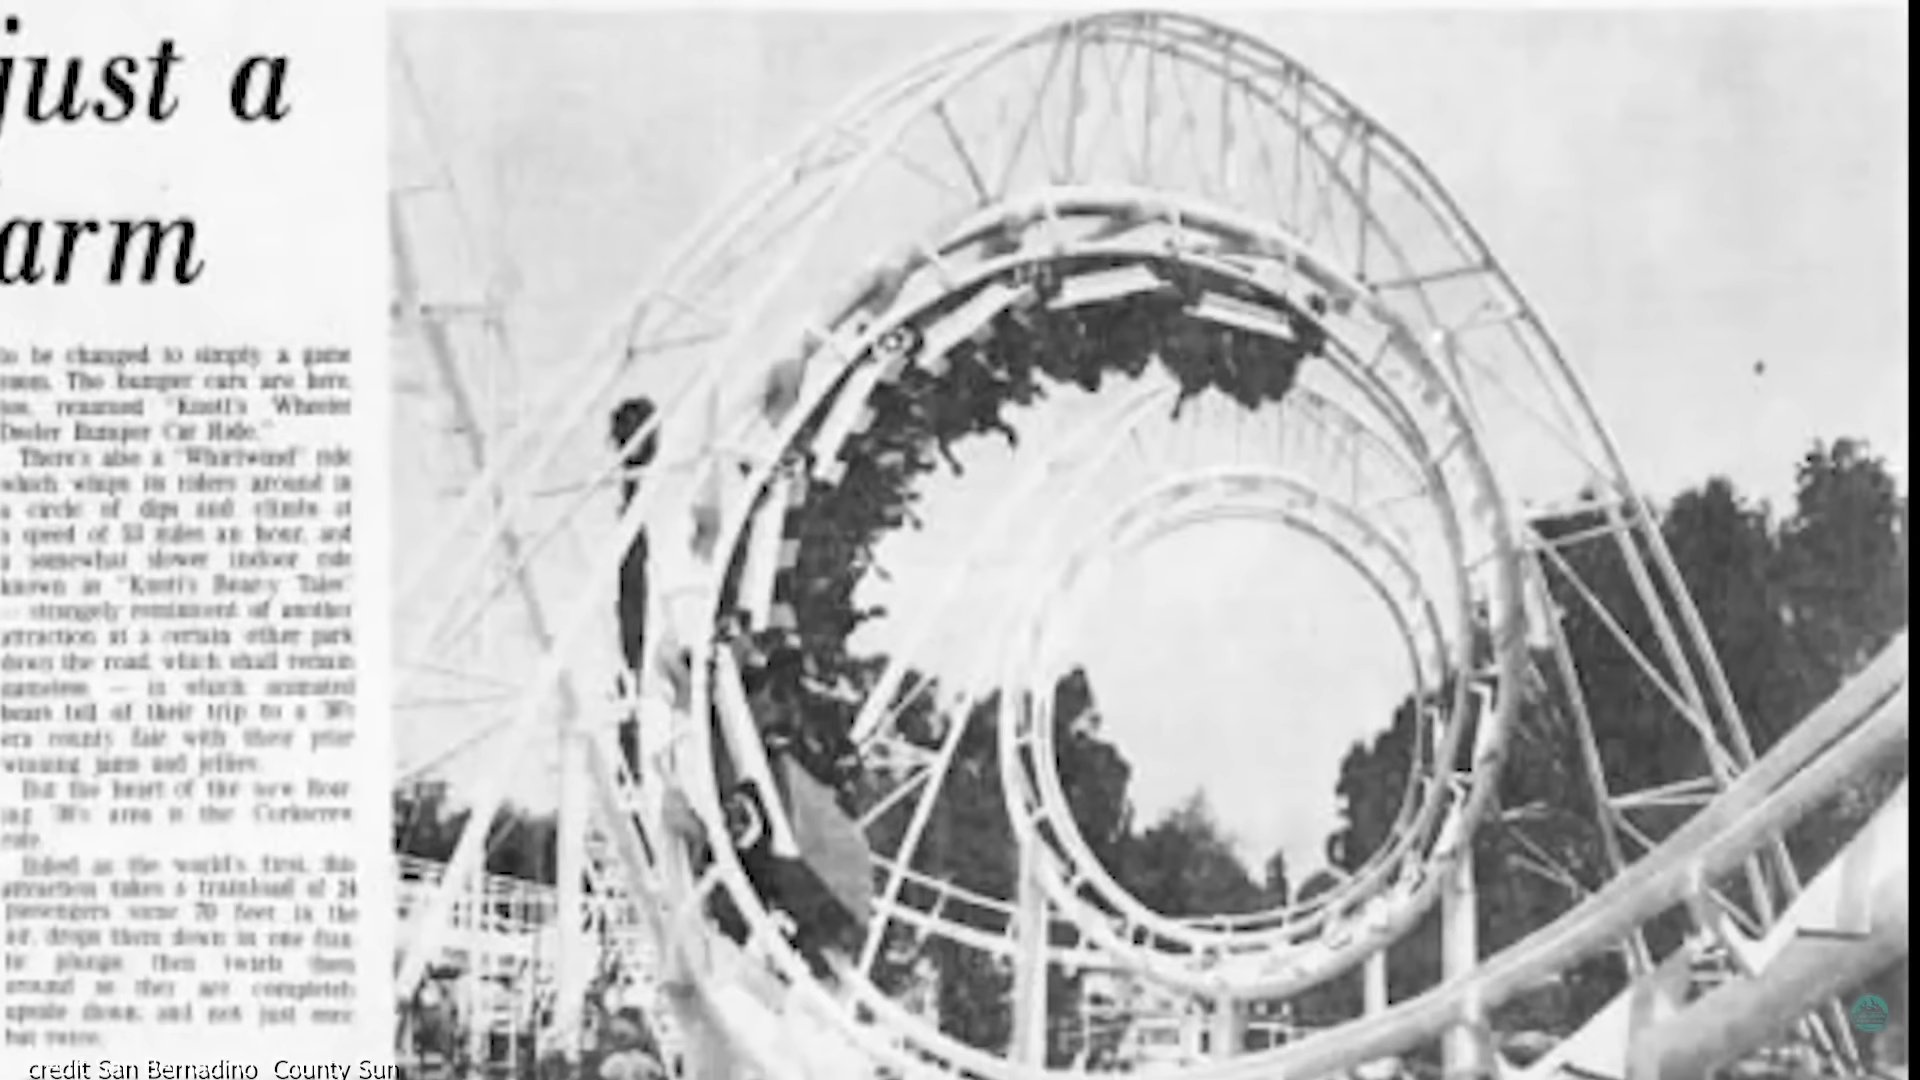 just a
arm
to be changed to simply a game
room. The bumper cars are here,
too, renamed "Knott's Wheeler
Dealer Bumper Car Ride."
There's also a "Whirlwind" ride
which whips its riders around in
a circle of dips and climbs at
a speed of 50 miles an hour, and
a somewhat slower indoor ride
known as "Knott's Bear-y Tales"
— strangely reminiscent of another
attraction at a certain other park
down the road, which shall remain
nameless — in which animated
bears tell of their trip to a '30s
era county fair with their prize
winning jams and jellies.
But the heart of the new Roar-
ing '20s area is the Corkscrew
ride.
Billed as the world's first, this
attraction takes a trainload of 24
passengers some 70 feet in the
air, drops them down in one
plunge then twirls them
around so they are completely
upside down, and not just once
but twice.
credit San Bernadino County Sun